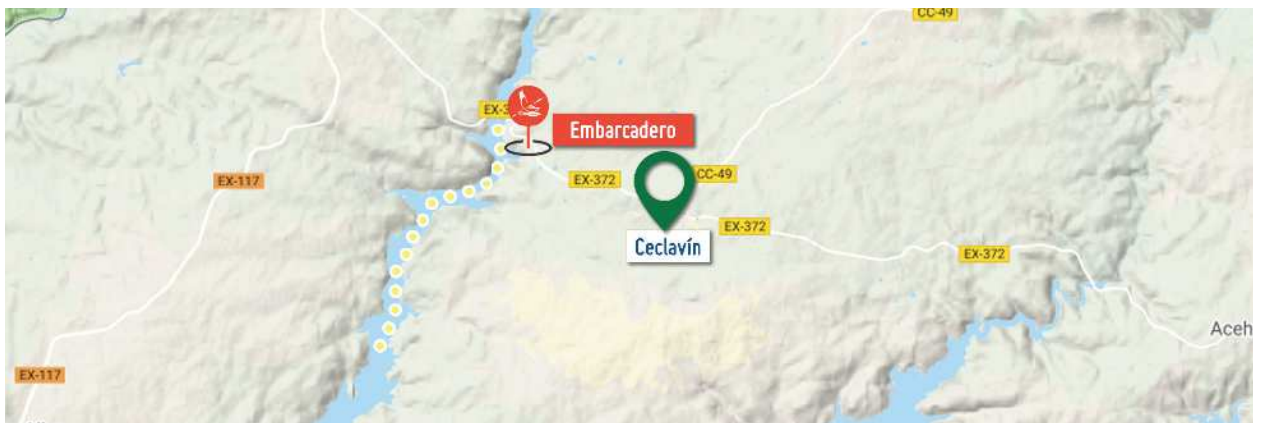 CC-49
EX-3
Embarcadero
EX-117
EX-372
CC-49
EX-372
Ceclavín
EX-372
Aceh
EX-117